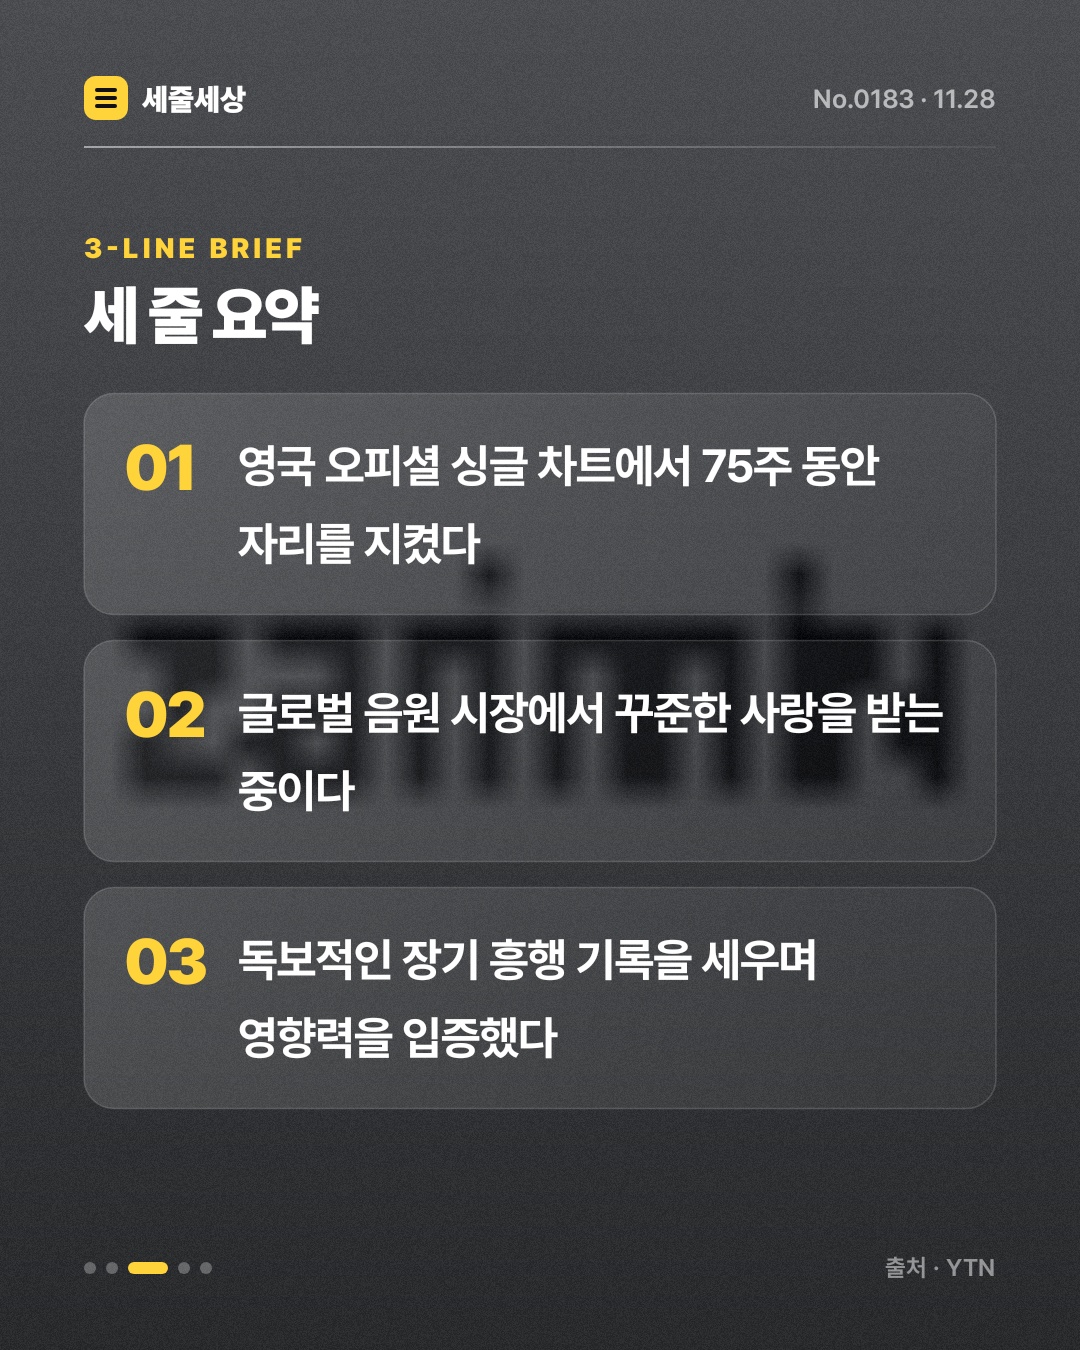 세줄세상
No.0183 · 11.28
3-LINE BRIEF
세 줄 요약
01 영국 오피셜 싱글 차트에서 75주 동안
자리를 지켰다
02 글로벌 음원 시장에서 꾸준한 사랑을 받는
중이다
03 독보적인 장기 흥행 기록을 세우며
영향력을 입증했다
출처 · YTN